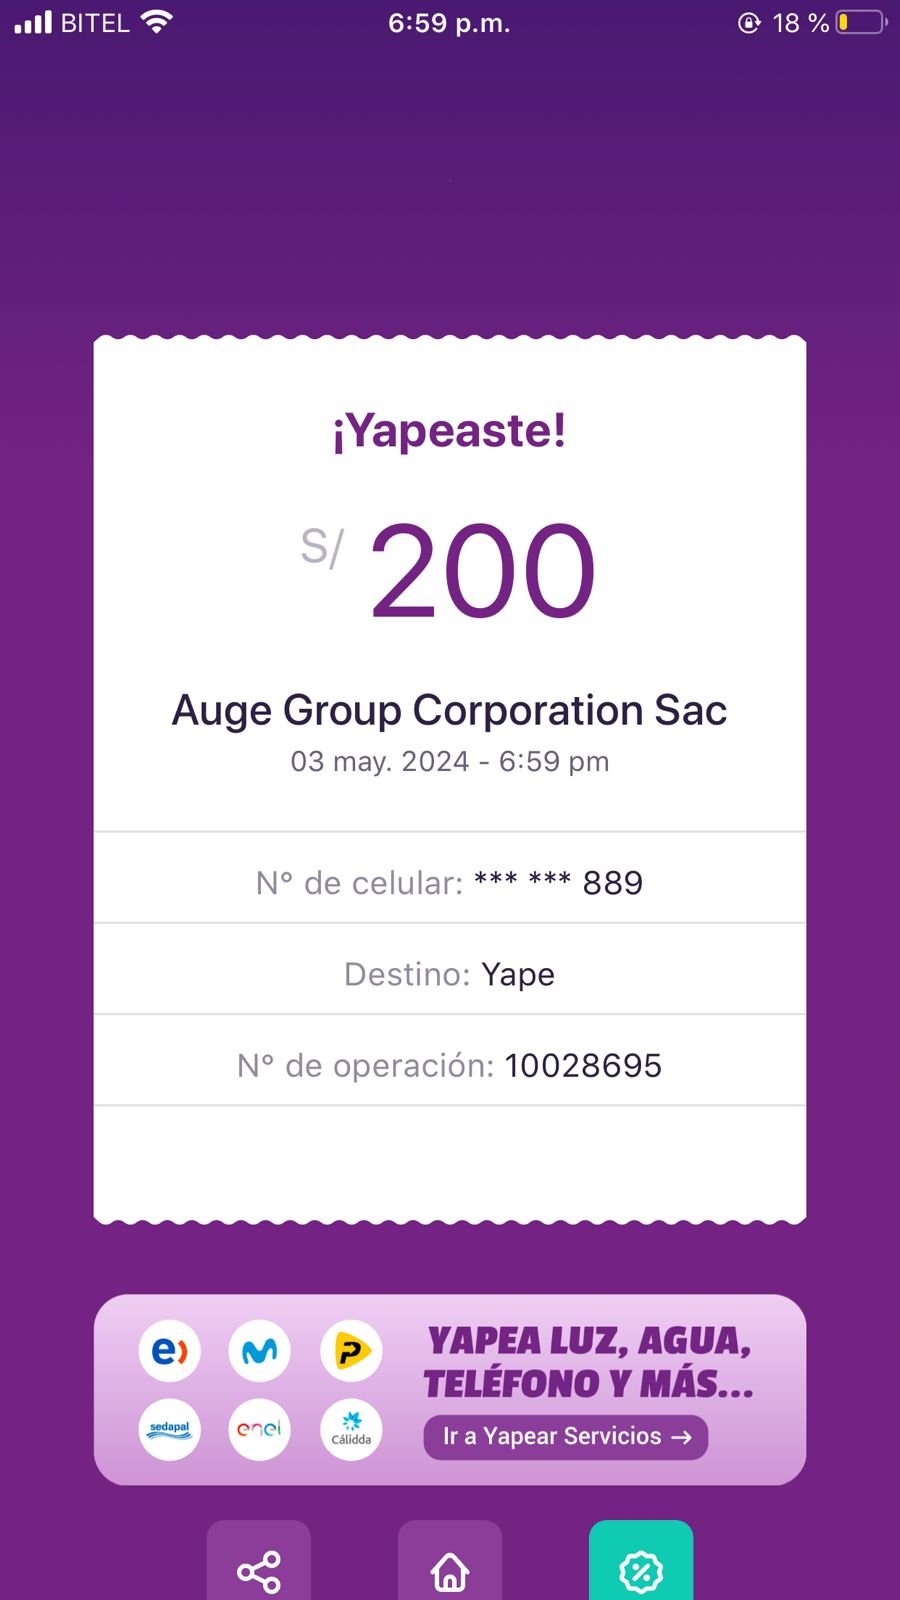 BITEL 6:59 p.m. 18 %
¡Yapeaste!
S/ 200
Auge Group Corporation Sac
03 may. 2024 - 6:59 pm
N° de celular: *** *** 889
Destino: Yape
N° de operación: 10028695
e) P
sedapal enel Cálidda
YAPEA LUZ, AGUA,
TELÉFONO Y MÁS...
Ir a Yapear Servicios →